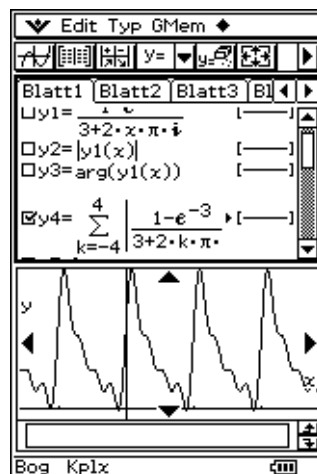 Edit Typ GMem
y=
Blatt1 Blatt2 Blatt3 Bl
y1=
3+2·x·π·i
y2=|y1(x)|
y3=arg(y1(x))
4
y4= Σ | 1-e^-3
k=-4 3+2·k·π·
y
x
Bog Kplx